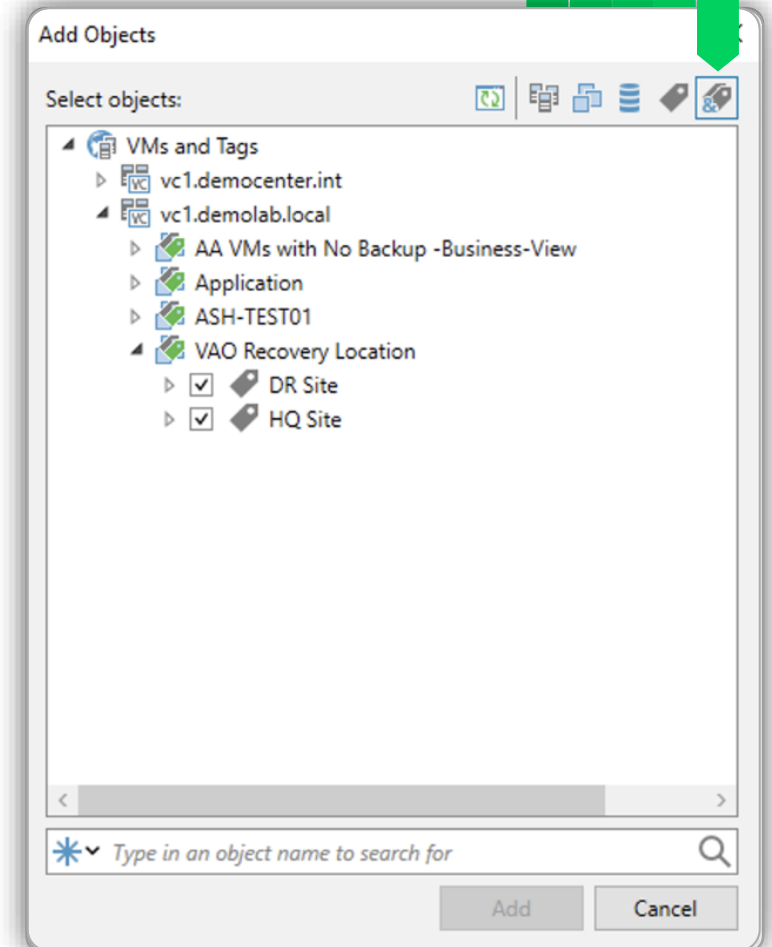 Add Objects
Select objects:
&
VMs and Tags
VC vc1.democenter.int
VC vc1.demolab.local
AA VMs with No Backup -Business-View
Application
ASH-TEST01
VAO Recovery Location
DR Site
HQ Site
Type in an object name to search for
Add Cancel